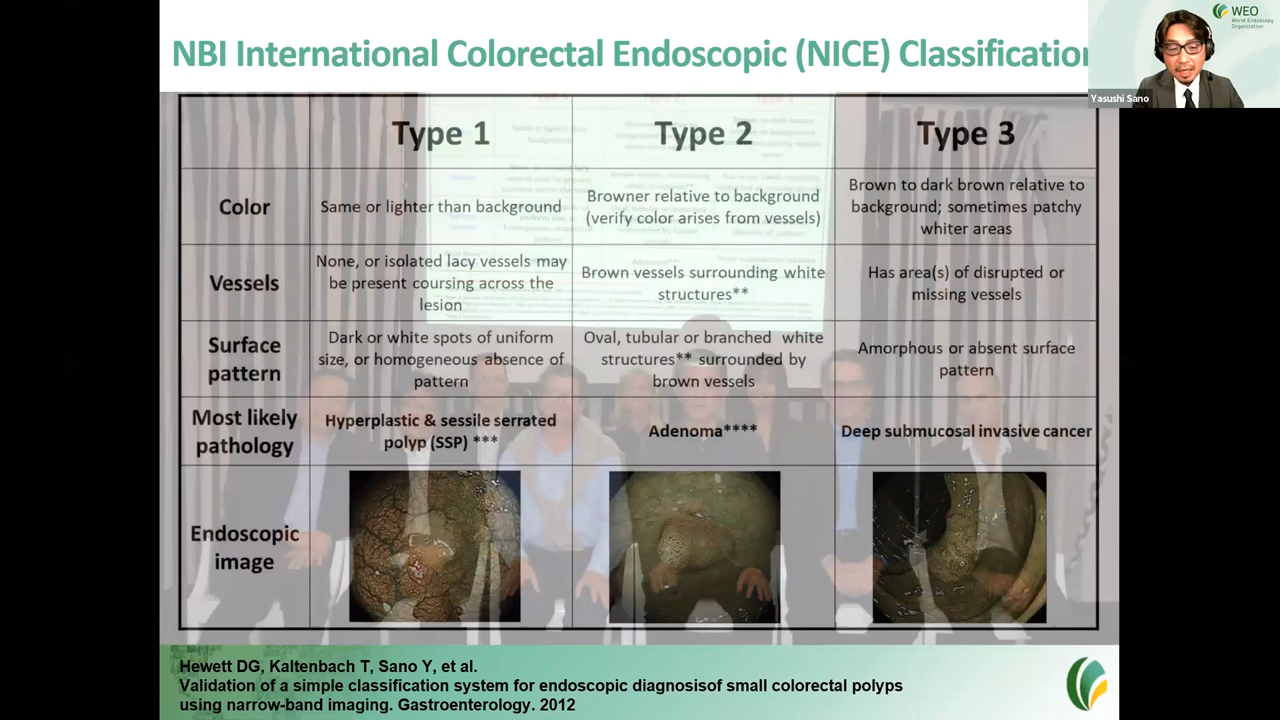 NBI International Colorectal Endoscopic (NICE) Classification
WEO
World Endoscopy
Organization
Yasushi Sano
Type 1
Type 2
Type 3
Color
Same or lighter than background
Browner relative to background
(verify color arises from vessels)
Brown to dark brown relative to
background; sometimes patchy
whiter areas
Vessels
None, or isolated lacy vessels may
be present coursing across the
lesion
Brown vessels surrounding white
structures**
Has area(s) of disrupted or
missing vessels
Surface
pattern
Dark or white spots of uniform
size, or homogeneous absence of
pattern
Oval, tubular or branched white
structures** surrounded by
brown vessels
Amorphous or absent surface
pattern
Most likely
pathology
Hyperplastic & sessile serrated
polyp (SSP) ***
Adenoma****
Deep submucosal invasive cancer
Endoscopic
image
Hewett DG, Kaltenbach T, Sano Y, et al.
Validation of a simple classification system for endoscopic diagnosisof small colorectal polyps
using narrow-band imaging. Gastroenterology. 2012